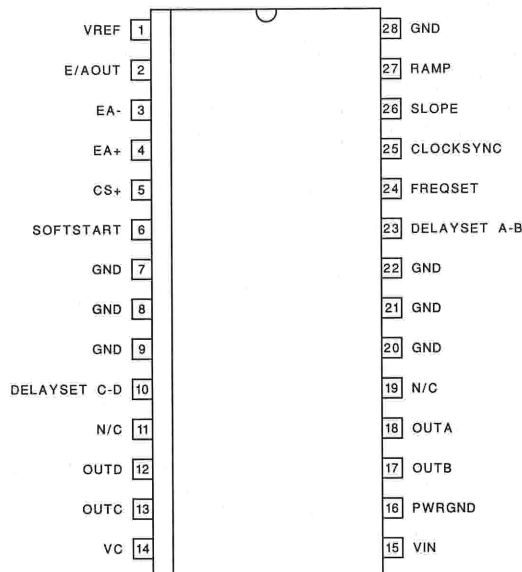 VREF 1
E/AOUT 2
EA- 3
EA+ 4
CS+ 5
SOFTSTART 6
GND 7
GND 8
GND 9
DELAYSET C-D 10
N/C 11
OUTD 12
OUTC 13
VC 14
28 GND
27 RAMP
26 SLOPE
25 CLOCKSYNC
24 FREQSET
23 DELAYSET A-B
22 GND
21 GND
20 GND
19 N/C
18 OUTA
17 OUTB
16 PWRGND
15 VIN